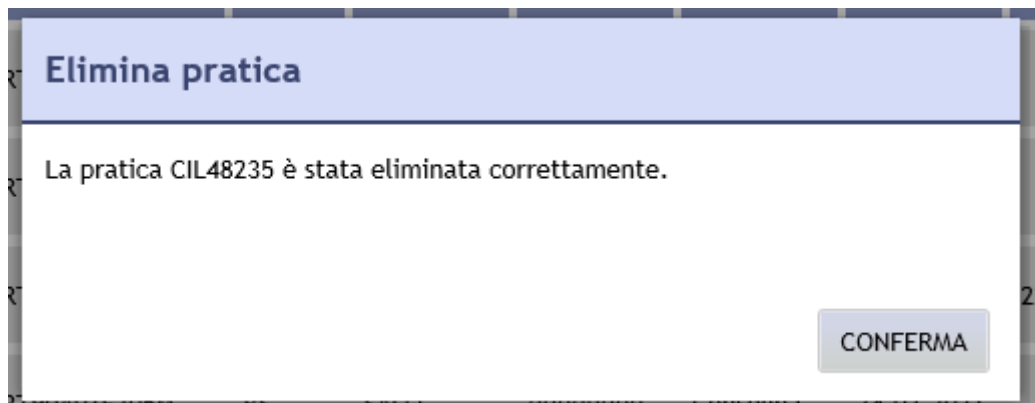 Elimina pratica
La pratica CIL48235 è stata eliminata correttamente.
CONFERMA